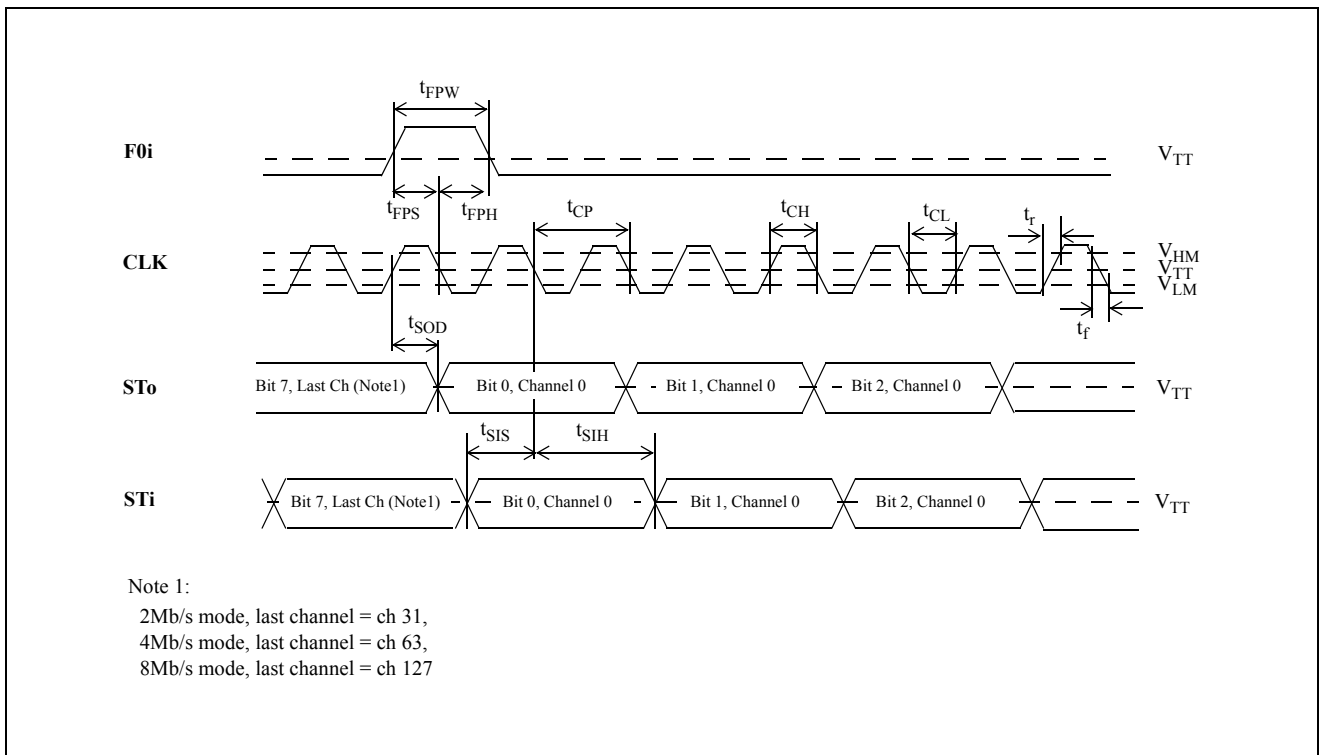 tFPW
F0i
VTT
tFPS
tFPH
tCP
tCH
tCL
tr
CLK
VHM
VTT
VLM
tSOD
tf
STo
Bit 7, Last Ch (Note1)
Bit 0, Channel 0
Bit 1, Channel 0
Bit 2, Channel 0
VTT
tSIS
tSIH
STi
Bit 7, Last Ch (Note1)
Bit 0, Channel 0
Bit 1, Channel 0
Bit 2, Channel 0
VTT
Note 1:
2Mb/s mode, last channel = ch 31,
4Mb/s mode, last channel = ch 63,
8Mb/s mode, last channel = ch 127